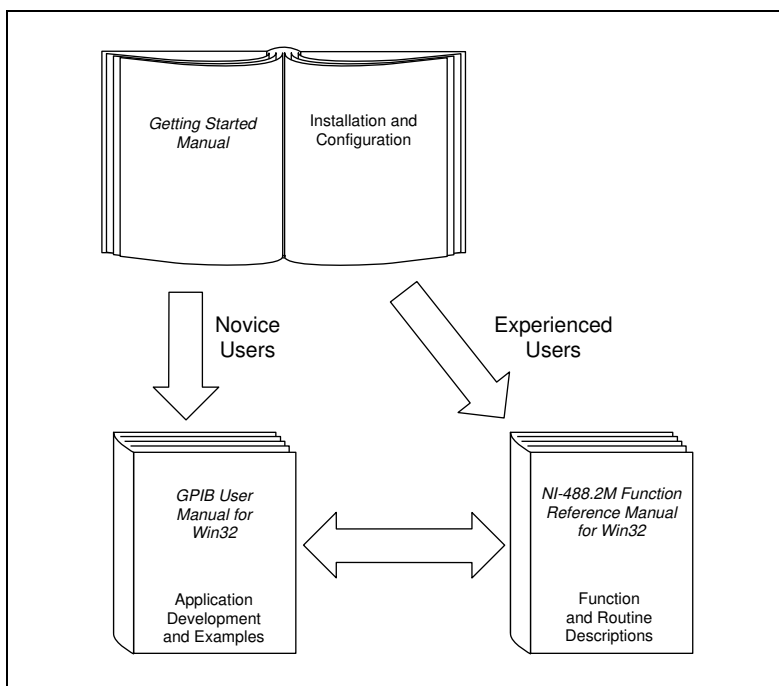 Getting Started
Manual
Installation and
Configuration
Novice
Users
Experienced
Users
GPIB User
Manual for
Win32
Application
Development
and Examples
NI-488.2M Function
Reference Manual
for Win32
Function
and Routine
Descriptions